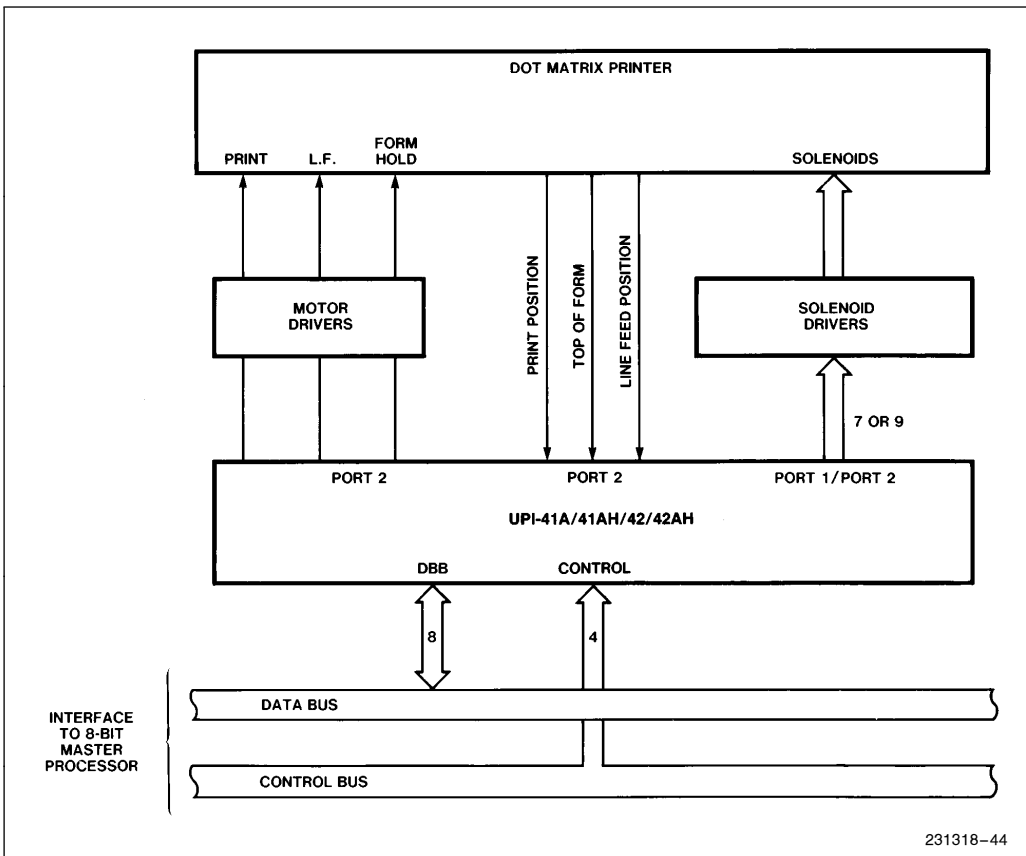 DOT MATRIX PRINTER
PRINT
L.F.
FORM
HOLD
SOLENOIDS
MOTOR
DRIVERS
PRINT POSITION
TOP OF FORM
LINE FEED POSITION
SOLENOID
DRIVERS
7 OR 9
PORT 2
PORT 2
PORT 1/PORT 2
UPI-41A/41AH/42/42AH
DBB
CONTROL
8
4
INTERFACE
TO 8-BIT
MASTER
PROCESSOR
DATA BUS
CONTROL BUS
231318–44